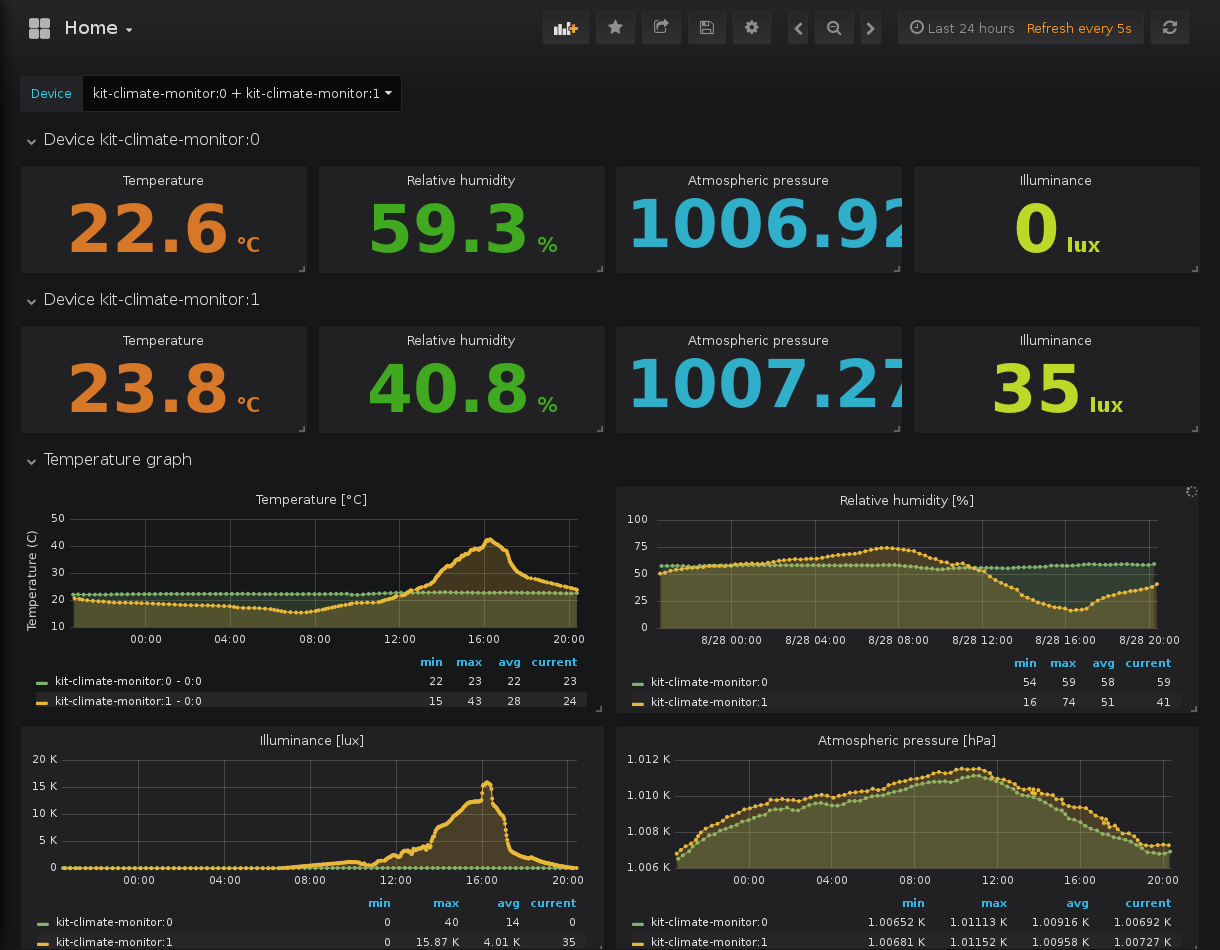 Home
Last 24 hours Refresh every 5s
Device kit-climate-monitor:0 + kit-climate-monitor:1
Device kit-climate-monitor:0
Temperature Relative humidity Atmospheric pressure Illuminance
22.6 °C 59.3 % 1006.92 0 lux
Device kit-climate-monitor:1
Temperature Relative humidity Atmospheric pressure Illuminance
23.8 °C 40.8 % 1007.27 35 lux
Temperature graph
Temperature [°C]
Temperature (C)
50
40
30
20
10
00:00 04:00 08:00 12:00 16:00 20:00
min max avg current
kit-climate-monitor:0 - 0:0 22 23 22 23
kit-climate-monitor:1 - 0:0 15 43 28 24
Relative humidity [%]
100
75
50
25
0
8/28 00:00 8/28 04:00 8/28 08:00 8/28 12:00 8/28 16:00 8/28 20:00
min max avg current
kit-climate-monitor:0 54 59 58 59
kit-climate-monitor:1 16 74 51 41
Illuminance [lux]
20 K
15 K
10 K
5 K
0
00:00 04:00 08:00 12:00 16:00 20:00
min max avg current
kit-climate-monitor:0 0 40 14 0
kit-climate-monitor:1 0 15.87 K 4.01 K 35
Atmospheric pressure [hPa]
1.012 K
1.010 K
1.008 K
1.006 K
00:00 04:00 08:00 12:00 16:00 20:00
min max avg current
kit-climate-monitor:0 1.00652 K 1.01113 K 1.00916 K 1.00692 K
kit-climate-monitor:1 1.00681 K 1.01152 K 1.00958 K 1.00727 K